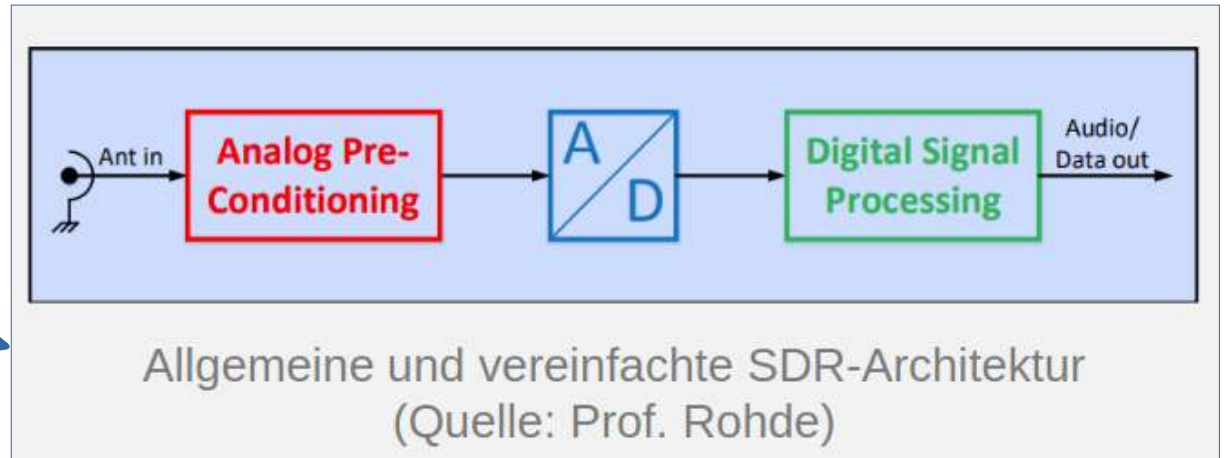 Ant in
Analog Pre-
Conditioning
A
D
Digital Signal
Processing
Audio/
Data out
Allgemeine und vereinfachte SDR-Architektur
(Quelle: Prof. Rohde)